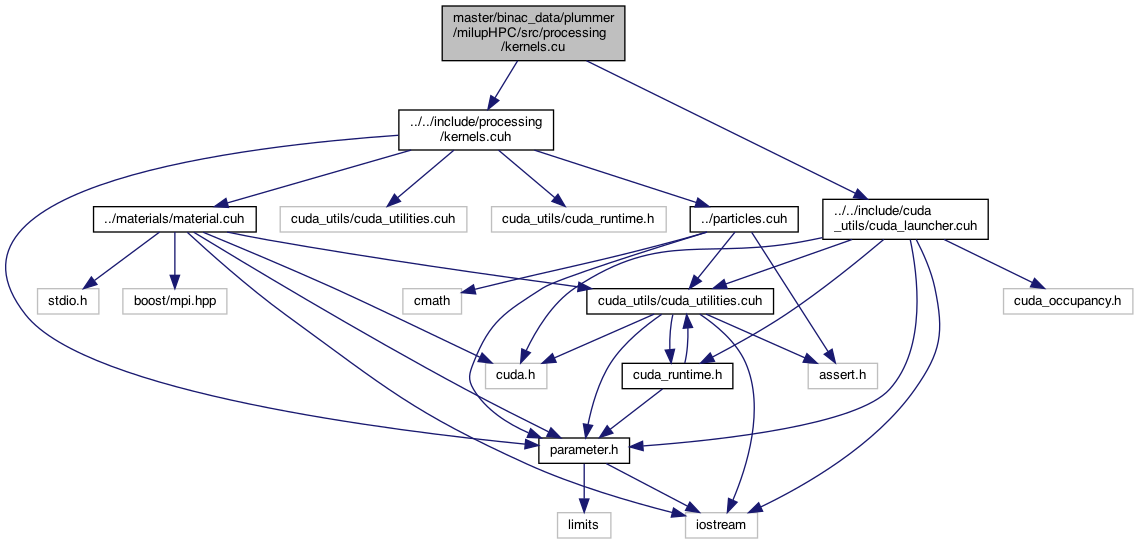 master/binac_data/plummer
/milupHPC/src/processing
/kernels.cu
../../include/processing
/kernels.cuh
../materials/material.cuh
cuda_utils/cuda_utilities.cuh
cuda_utils/cuda_runtime.h
../particles.cuh
../../include/cuda
_utils/cuda_launcher.cuh
stdio.h
boost/mpi.hpp
cmath
cuda_utils/cuda_utilities.cuh
cuda_occupancy.h
cuda.h
cuda_runtime.h
assert.h
parameter.h
limits
iostream